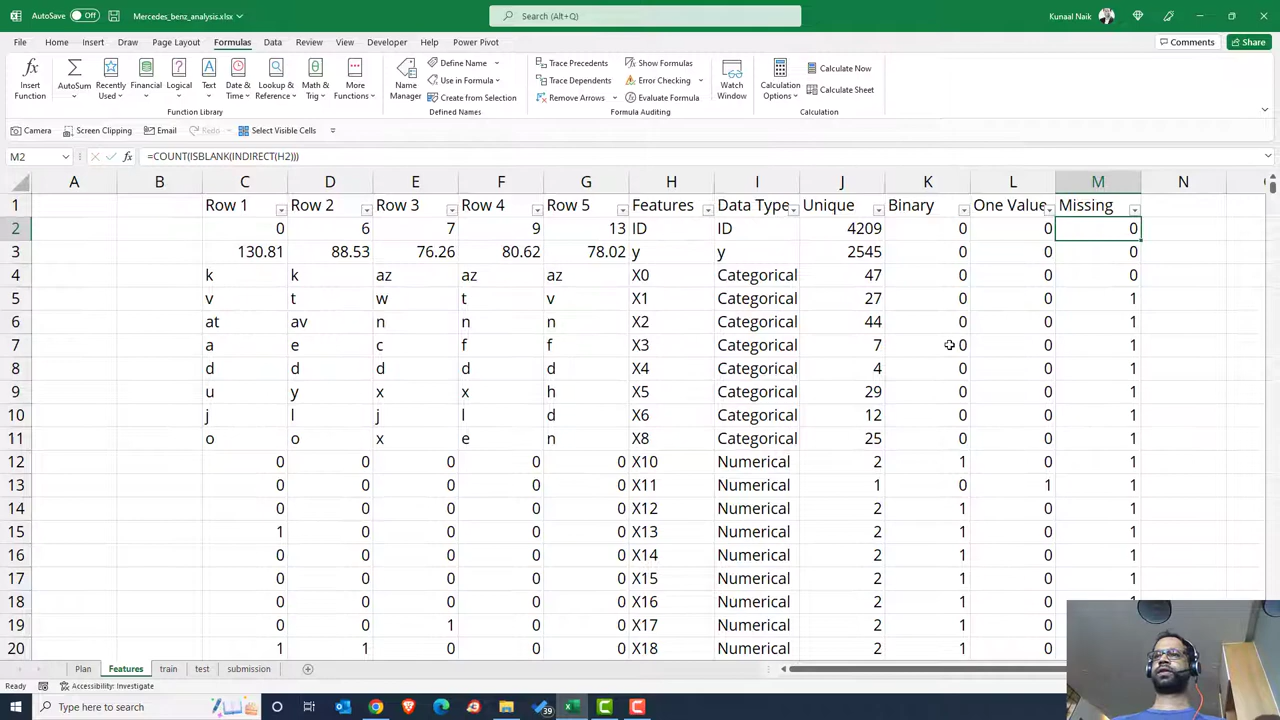 AutoSave Off Mercedes_benz_analysis.xlsx Search (Alt+Q) Kunaal Naik
File Home Insert Draw Page Layout Formulas Data Review View Developer Help Power Pivot Comments Share
Insert Function AutoSum Recently Used Financial Logical Text Date & Time Lookup & Reference Math & Trig More Functions Name Manager Define Name Use in Formula Create from Selection Trace Precedents Trace Dependents Remove Arrows Show Formulas Error Checking Evaluate Formula Watch Window Calculation Options Calculate Now Calculate Sheet
Function Library Defined Names Formula Auditing Calculation
Camera Screen Clipping Email Redo Select Visible Cells
M2 fx =COUNT(ISBLANK(INDIRECT(H2)))
A B C D E F G H I J K L M N
1 Row 1 Row 2 Row 3 Row 4 Row 5 Features Data Type Unique Binary One Value Missing
2 0 6 7 9 13 ID ID 4209 0 0 0
3 130.81 88.53 76.26 80.62 78.02 y y 2545 0 0 0
4 k k az az az X0 Categorical 47 0 0 0
5 v t w t v X1 Categorical 27 0 0 1
6 at av n n n X2 Categorical 44 0 0 1
7 a e c f f X3 Categorical 7 0 0 1
8 d d d d d X4 Categorical 4 0 0 1
9 u y x x h X5 Categorical 29 0 0 1
10 j l j l d X6 Categorical 12 0 0 1
11 o o x e n X8 Categorical 25 0 0 1
12 0 0 0 0 0 X10 Numerical 2 1 0 1
13 0 0 0 0 0 X11 Numerical 1 0 1 1
14 0 0 0 0 0 X12 Numerical 2 1 0 1
15 1 0 0 0 0 X13 Numerical 2 1 0 1
16 0 0 0 0 0 X14 Numerical 2 1 0 1
17 0 0 0 0 0 X15 Numerical 2 1 0 1
18 0 0 0 0 0 X16 Numerical 2 1 0 1
19 0 0 1 0 0 X17 Numerical 2 1 0
20 1 1 0 0 0 X18 Numerical 2 1 0
Plan Features train test submission
Ready Accessibility: Investigate
Type here to search 39